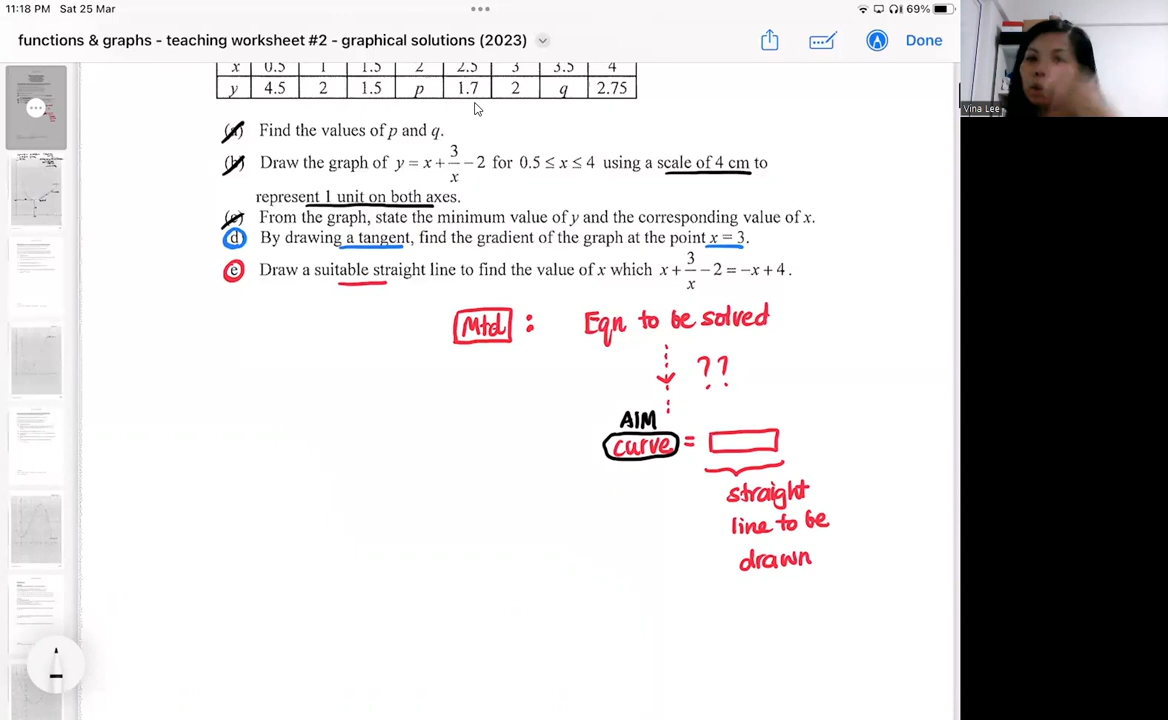 11:18 PM Sat 25 Mar
69%
functions & graphs - teaching worksheet #2 - graphical solutions (2023)
Done
x 0.5 1 1.5 2 2.5 3 3.5 4
y 4.5 2 1.5 p 1.7 2 q 2.75
Vina Lee
(a) Find the values of p and q.
(b) Draw the graph of y = x + 3/x − 2 for 0.5 ≤ x ≤ 4 using a scale of 4 cm to
represent 1 unit on both axes.
(c) From the graph, state the minimum value of y and the corresponding value of x.
d By drawing a tangent, find the gradient of the graph at the point x = 3.
e Draw a suitable straight line to find the value of x which x + 3/x − 2 = −x + 4.
Mtd : Eqn to be solved
??
AIM
curve =
straight
line to be
drawn